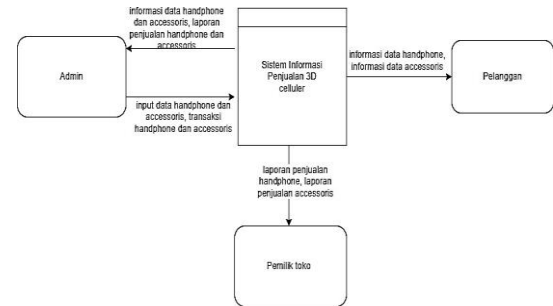 informasi data handphone
dan accessoris, laporan
penjualan handphone dan
accessoris
Admin
input data handphone dan
accessoris, transaksi
handphone dan accessoris
Sistem Informasi
Penjualan 3D
celluler
informasi data handphone,
informasi data accessoris
Pelanggan
laporan penjualan
handphone, laporan
penjualan accessoris
Pemilik toko